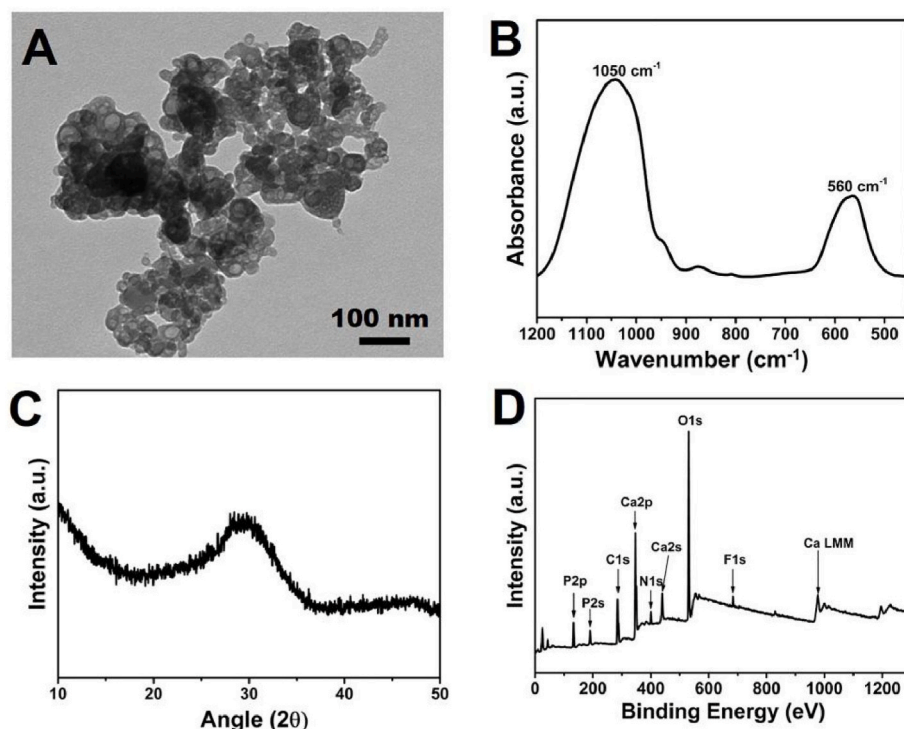 A
100 nm
B
1050 cm⁻¹
560 cm⁻¹
Absorbance (a.u.)
1200 1100 1000 900 800 700 600 500
Wavenumber (cm⁻¹)
C
Intensity (a.u.)
10 20 30 40 50
Angle (2θ)
D
O1s
Ca2p
C1s
Ca2s
N1s
P2p
P2s
F1s
Ca LMM
Intensity (a.u.)
0 200 400 600 800 1000 1200
Binding Energy (eV)